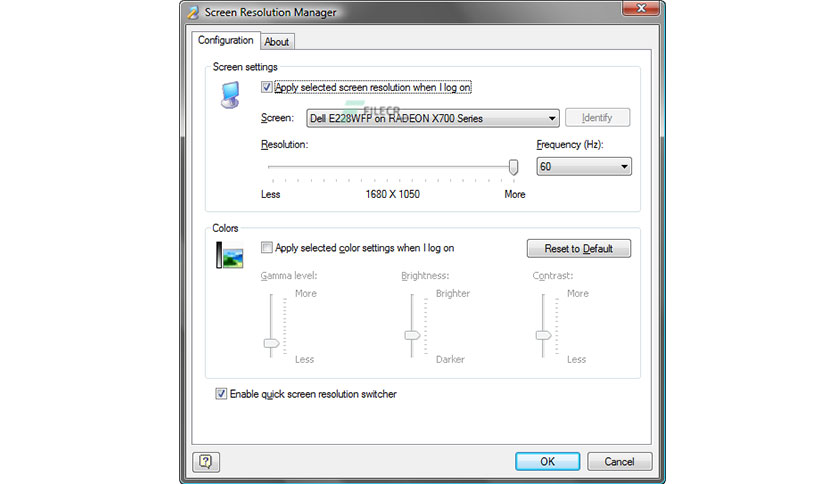 Screen Resolution Manager
Configuration
About
Screen settings
Apply selected screen resolution when I log on
FILECR
Screen:
Dell E228WFP on RADEON X700 Series
Identify
Resolution:
Frequency (Hz):
60
Less
1680 X 1050
More
Colors
Apply selected color settings when I log on
Reset to Default
Gamma level:
Brightness:
Contrast:
More
Brighter
More
Less
Darker
Less
Enable quick screen resolution switcher
?
OK
Cancel